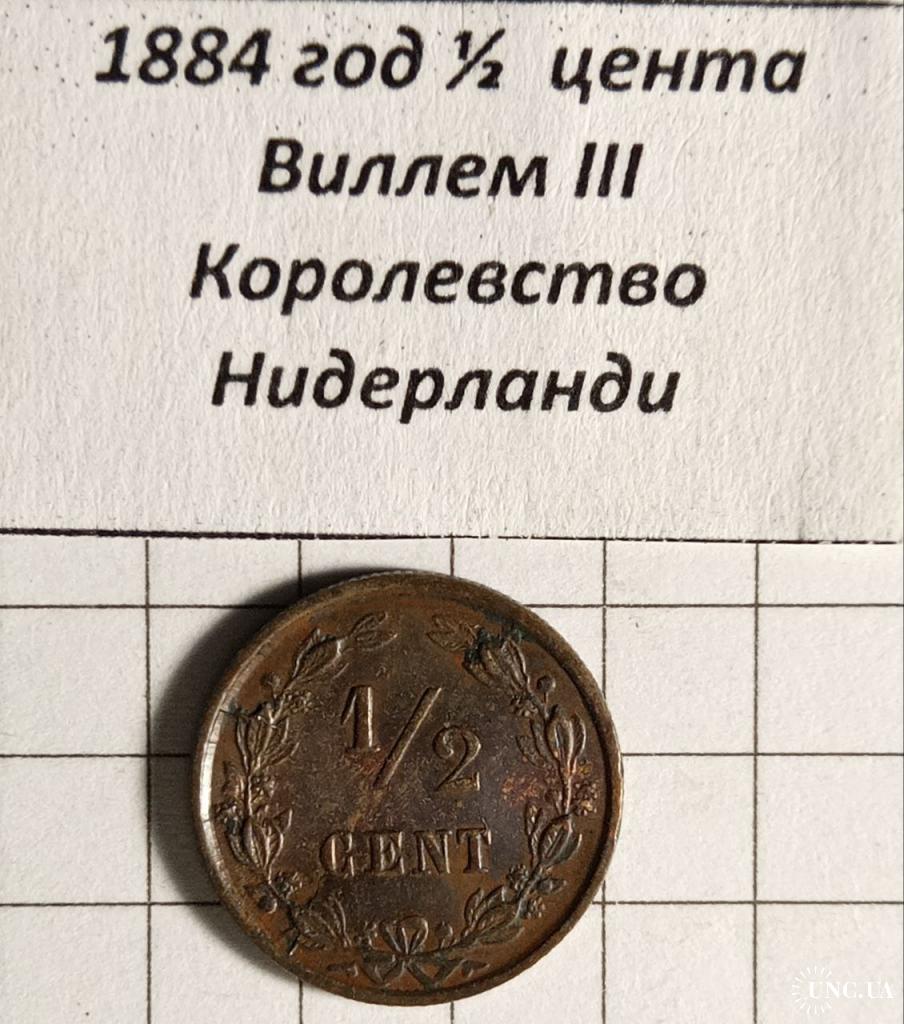 1884 год ½ цента
Виллем III
Королевство
Нидерланди
1/2
CENT
UNC.UA